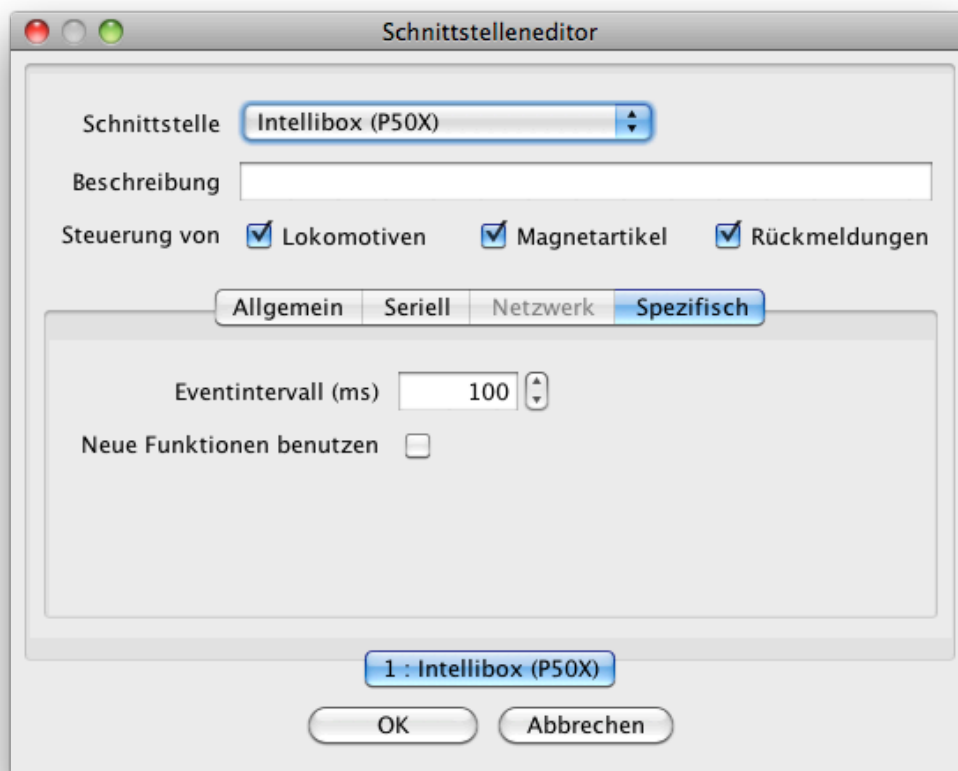 Schnittstelleneditor
Schnittstelle Intellibox (P50X)
Beschreibung
Steuerung von Lokomotiven Magnetartikel Rückmeldungen
Allgemein Seriell Netzwerk Spezifisch
Eventintervall (ms) 100
Neue Funktionen benutzen
1 : Intellibox (P50X)
OK Abbrechen